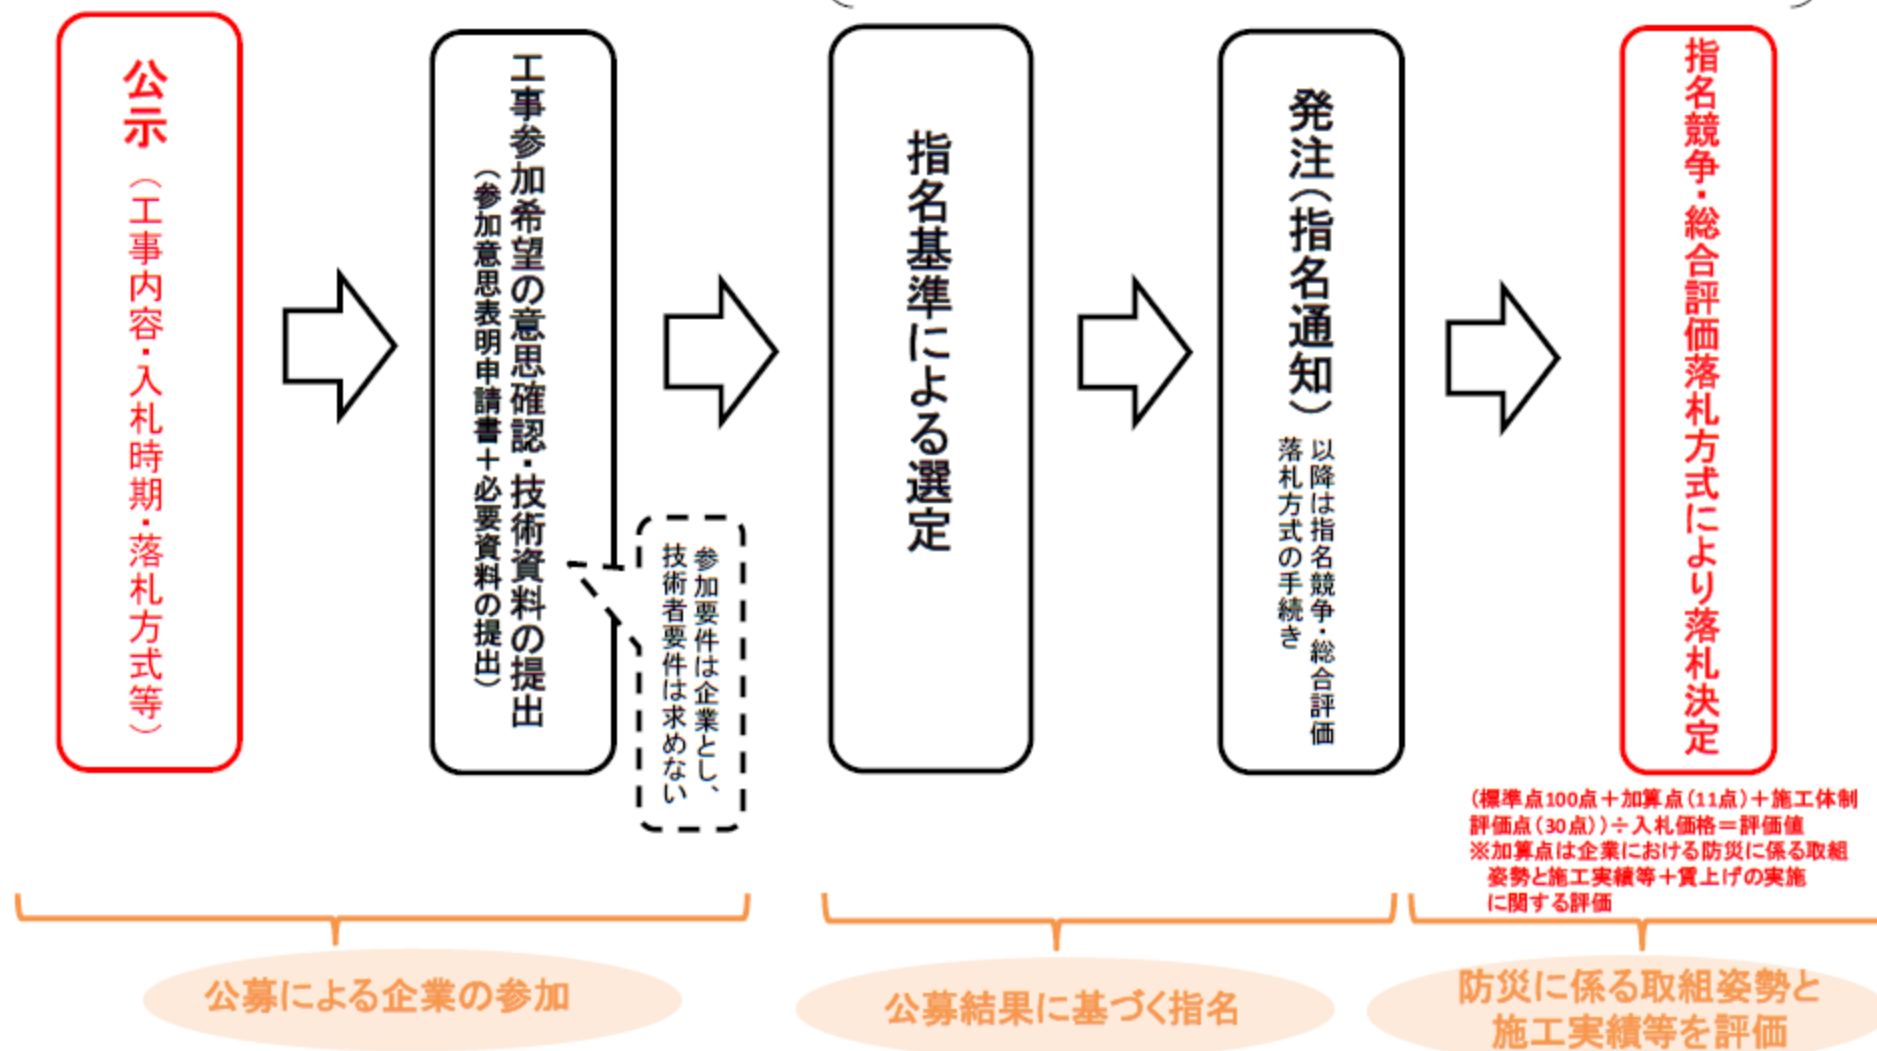 公示（工事内容・入札時期・落札方式等）
工事参加希望の意思確認・技術資料の提出
（参加意思表明申請書＋必要資料の提出）
参加要件は企業とし、
技術者要件は求めない
指名基準による選定
発注（指名通知）
以降は指名競争・総合評価
落札方式の手続き
指名競争・総合評価落札方式により落札決定
（標準点100点＋加算点（11点）＋施工体制
評価点（30点））÷入札価格＝評価値
※加算点は企業における防災に係る取組
姿勢と施工実績等＋賃上げの実施
に関する評価
公募による企業の参加
公募結果に基づく指名
防災に係る取組姿勢と
施工実績等を評価